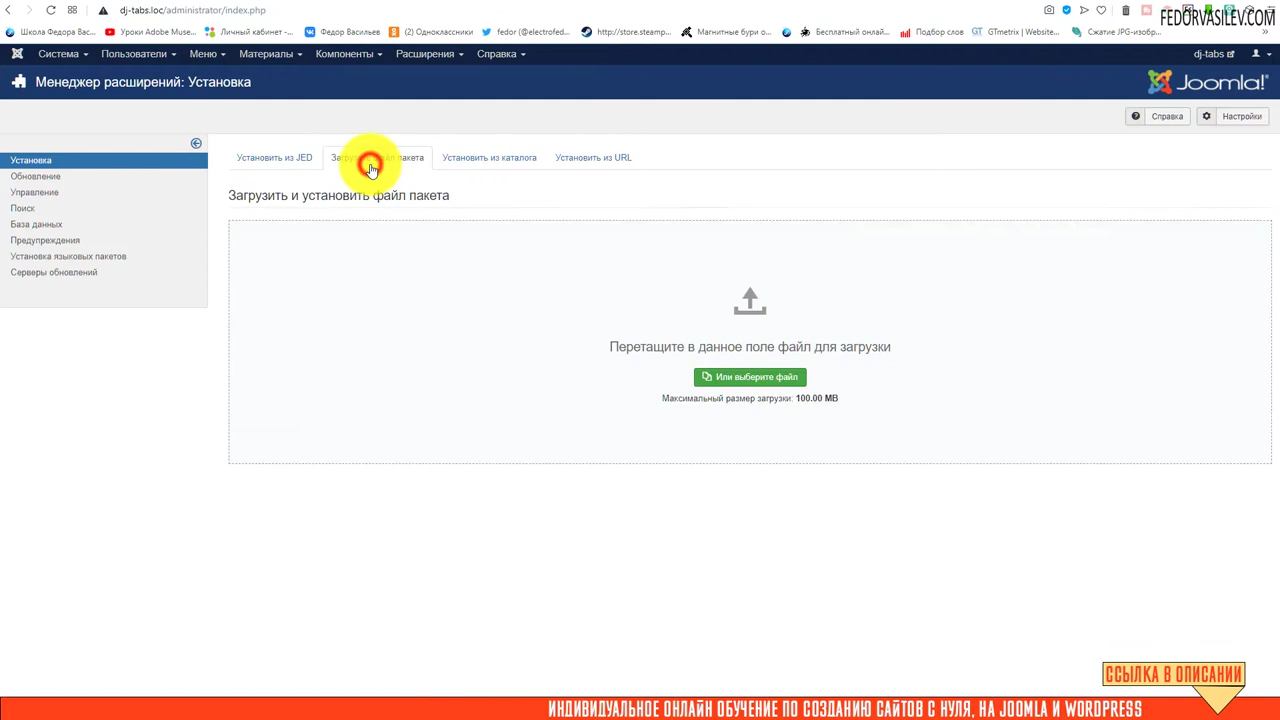 dj-tabs.loc/administrator/index.php
FEDORVASILEV.COM
Школа Федора Вас...
Уроки Adobe Muse...
Личный кабинет -...
Федор Васильев
(2) Одноклассники
fedor (@electrofed...
http://store.steamp...
Магнитные бури о...
Бесплатный онлай...
Подбор слов
GTmetrix | Website...
Сжатие JPG-изобр...
Система
Пользователи
Меню
Материалы
Компоненты
Расширения
Справка
dj-tabs
Менеджер расширений: Установка
Joomla!®
Справка
Настройки
Установка
Обновление
Управление
Поиск
База данных
Предупреждения
Установка языковых пакетов
Серверы обновлений
Установить из JED
Загрузить файл пакета
Установить из каталога
Установить из URL
Загрузить и установить файл пакета
Перетащите в данное поле файл для загрузки
Или выберите файл
Максимальный размер загрузки: 100.00 MB
ССЫЛКА В ОПИСАНИИ
ИНДИВИДУАЛЬНОЕ ОНЛАЙН ОБУЧЕНИЕ ПО СОЗДАНИЮ САЙТОВ С НУЛЯ, НА JOOMLA И WORDPRESS